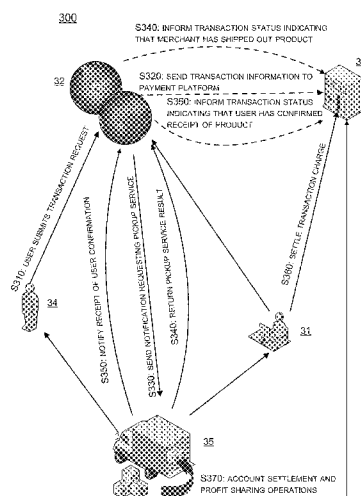 300
S340: INFORM TRANSACTION STATUS INDICATING
THAT MERCHANT HAS SHIPPED OUT PRODUCT
32
3
S320: SEND TRANSACTION INFORMATION TO
PAYMENT PLATFORM
S350: INFORM TRANSACTION STATUS
INDICATING THAT USER HAS CONFIRMED
RECEIPT OF PRODUCT
S310: USER SUBMITS TRANSACTION REQUEST
S350: NOTIFY RECEIPT OF USER CONFIRMATION
S330: SEND NOTIFICATION REQUESTING PICKUP SERVICE
S340: RETURN PICKUP SERVICE RESULT
S360: SETTLE TRANSACTION CHARGE
34
31
35
S370: ACCOUNT SETTLEMENT AND
PROFIT SHARING OPERATIONS